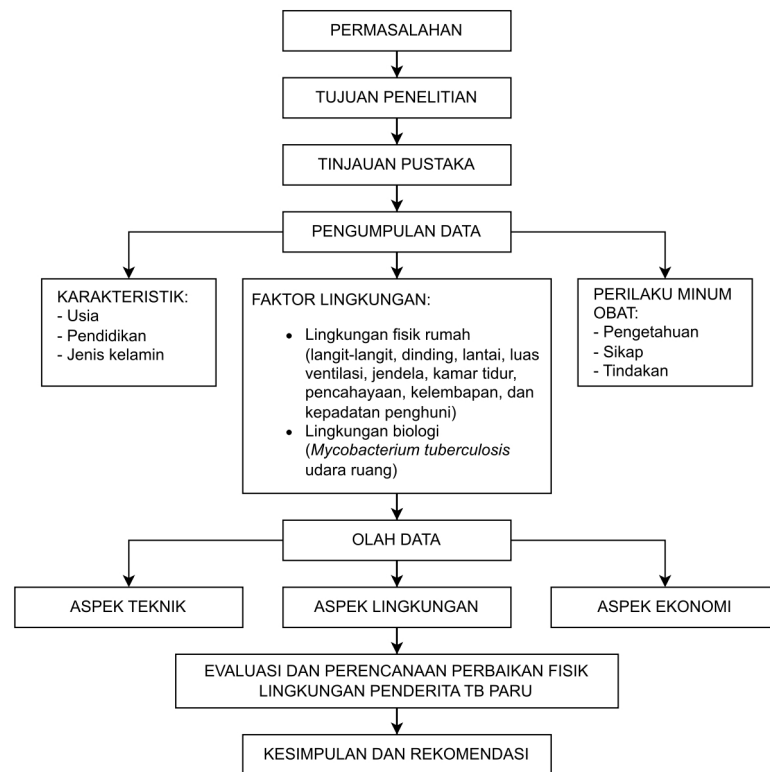 PERMASALAHAN
TUJUAN PENELITIAN
TINJAUAN PUSTAKA
PENGUMPULAN DATA
KARAKTERISTIK:
- Usia
- Pendidikan
- Jenis kelamin
FAKTOR LINGKUNGAN:
• Lingkungan fisik rumah
(langit-langit, dinding, lantai, luas
ventilasi, jendela, kamar tidur,
pencahayaan, kelembapan, dan
kepadatan penghuni)
• Lingkungan biologi
(Mycobacterium tuberculosis
udara ruang)
PERILAKU MINUM
OBAT:
- Pengetahuan
- Sikap
- Tindakan
OLAH DATA
ASPEK TEKNIK
ASPEK LINGKUNGAN
ASPEK EKONOMI
EVALUASI DAN PERENCANAAN PERBAIKAN FISIK
LINGKUNGAN PENDERITA TB PARU
KESIMPULAN DAN REKOMENDASI